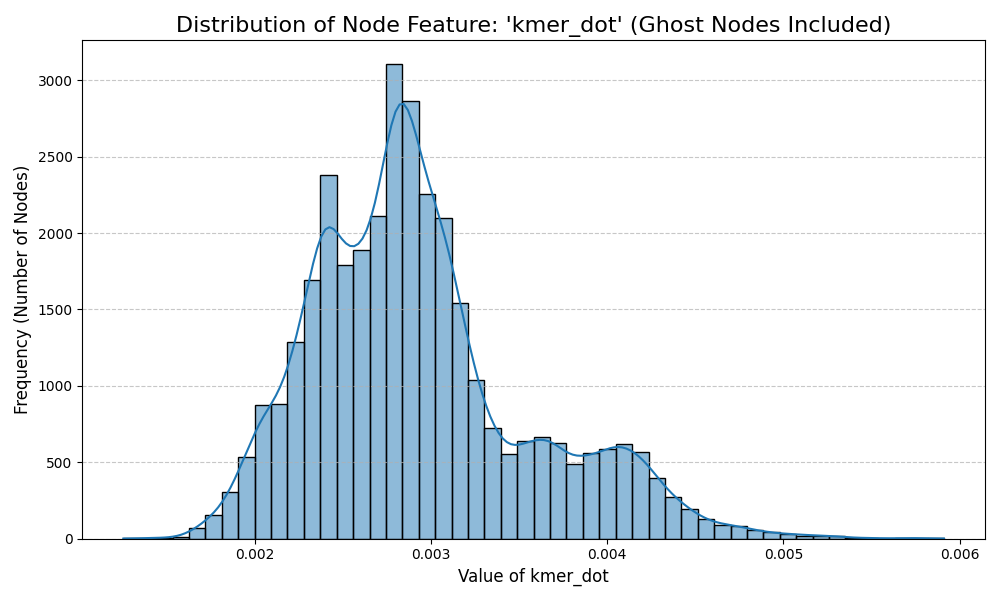 Distribution of Node Feature: 'kmer_dot' (Ghost Nodes Included)
Frequency (Number of Nodes)
3000
2500
2000
1500
1000
500
0
0.002 0.003 0.004 0.005 0.006
Value of kmer_dot